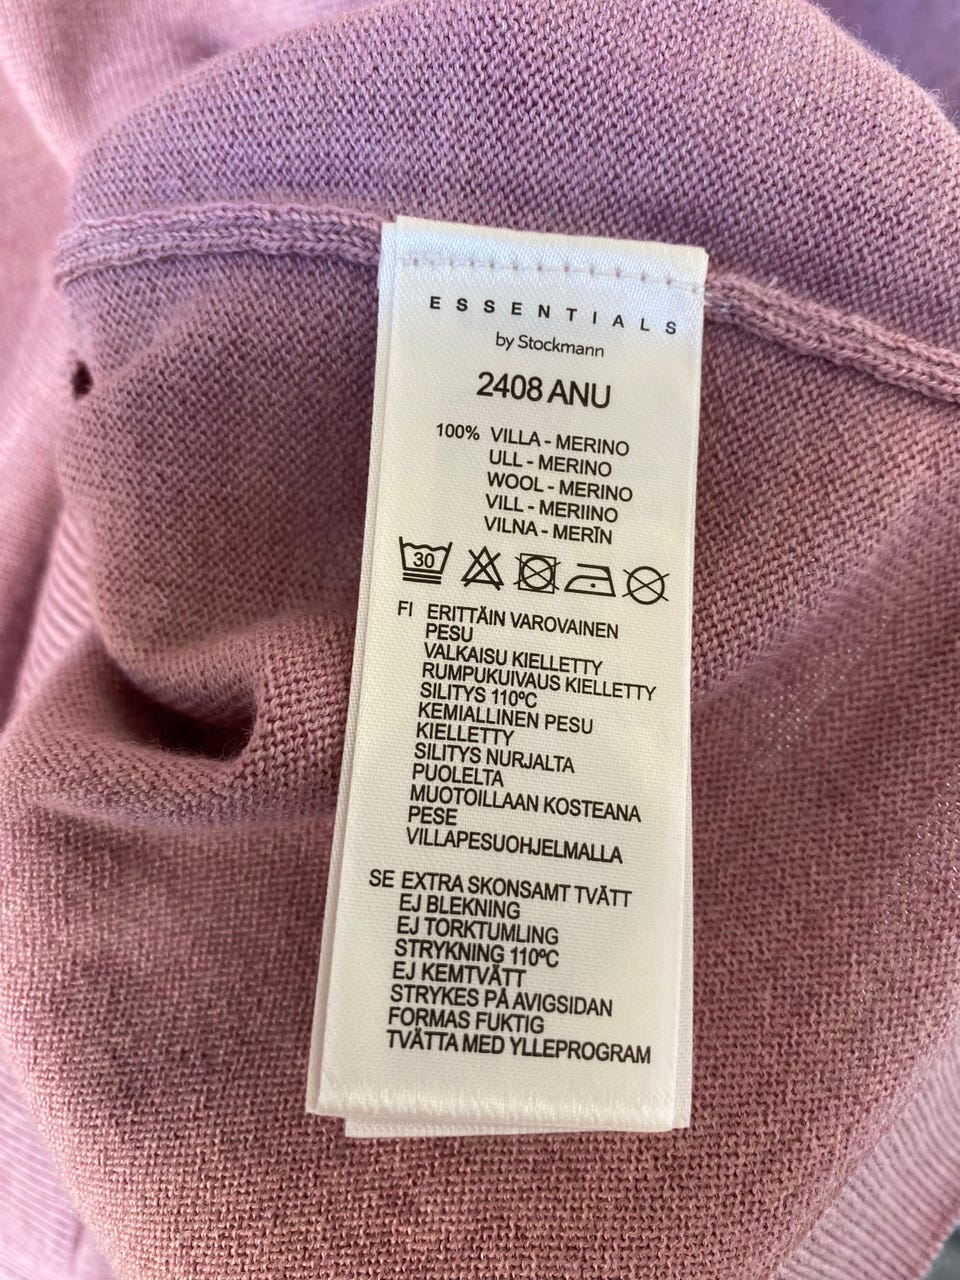 ESSENTIALS
by Stockmann
2408 ANU
100% VILLA - MERINO
ULL - MERINO
WOOL - MERINO
VILL - MERIINO
VILNA - MERĪN
30
FI ERITTÄIN VAROVAINEN
PESU
VALKAISU KIELLETTY
RUMPUKUIVAUS KIELLETTY
SILITYS 110ºC
KEMIALLINEN PESU
KIELLETTY
SILITYS NURJALTA
PUOLELTA
MUOTOILLAAN KOSTEANA
PESE
VILLAPESUOHJELMALLA
SE EXTRA SKONSAMT TVÄTT
EJ BLEKNING
EJ TORKTUMLING
STRYKNING 110ºC
EJ KEMTVÄTT
STRYKES PÅ AVIGSIDAN
FORMAS FUKTIG
TVÄTTA MED YLLEPROGRAM